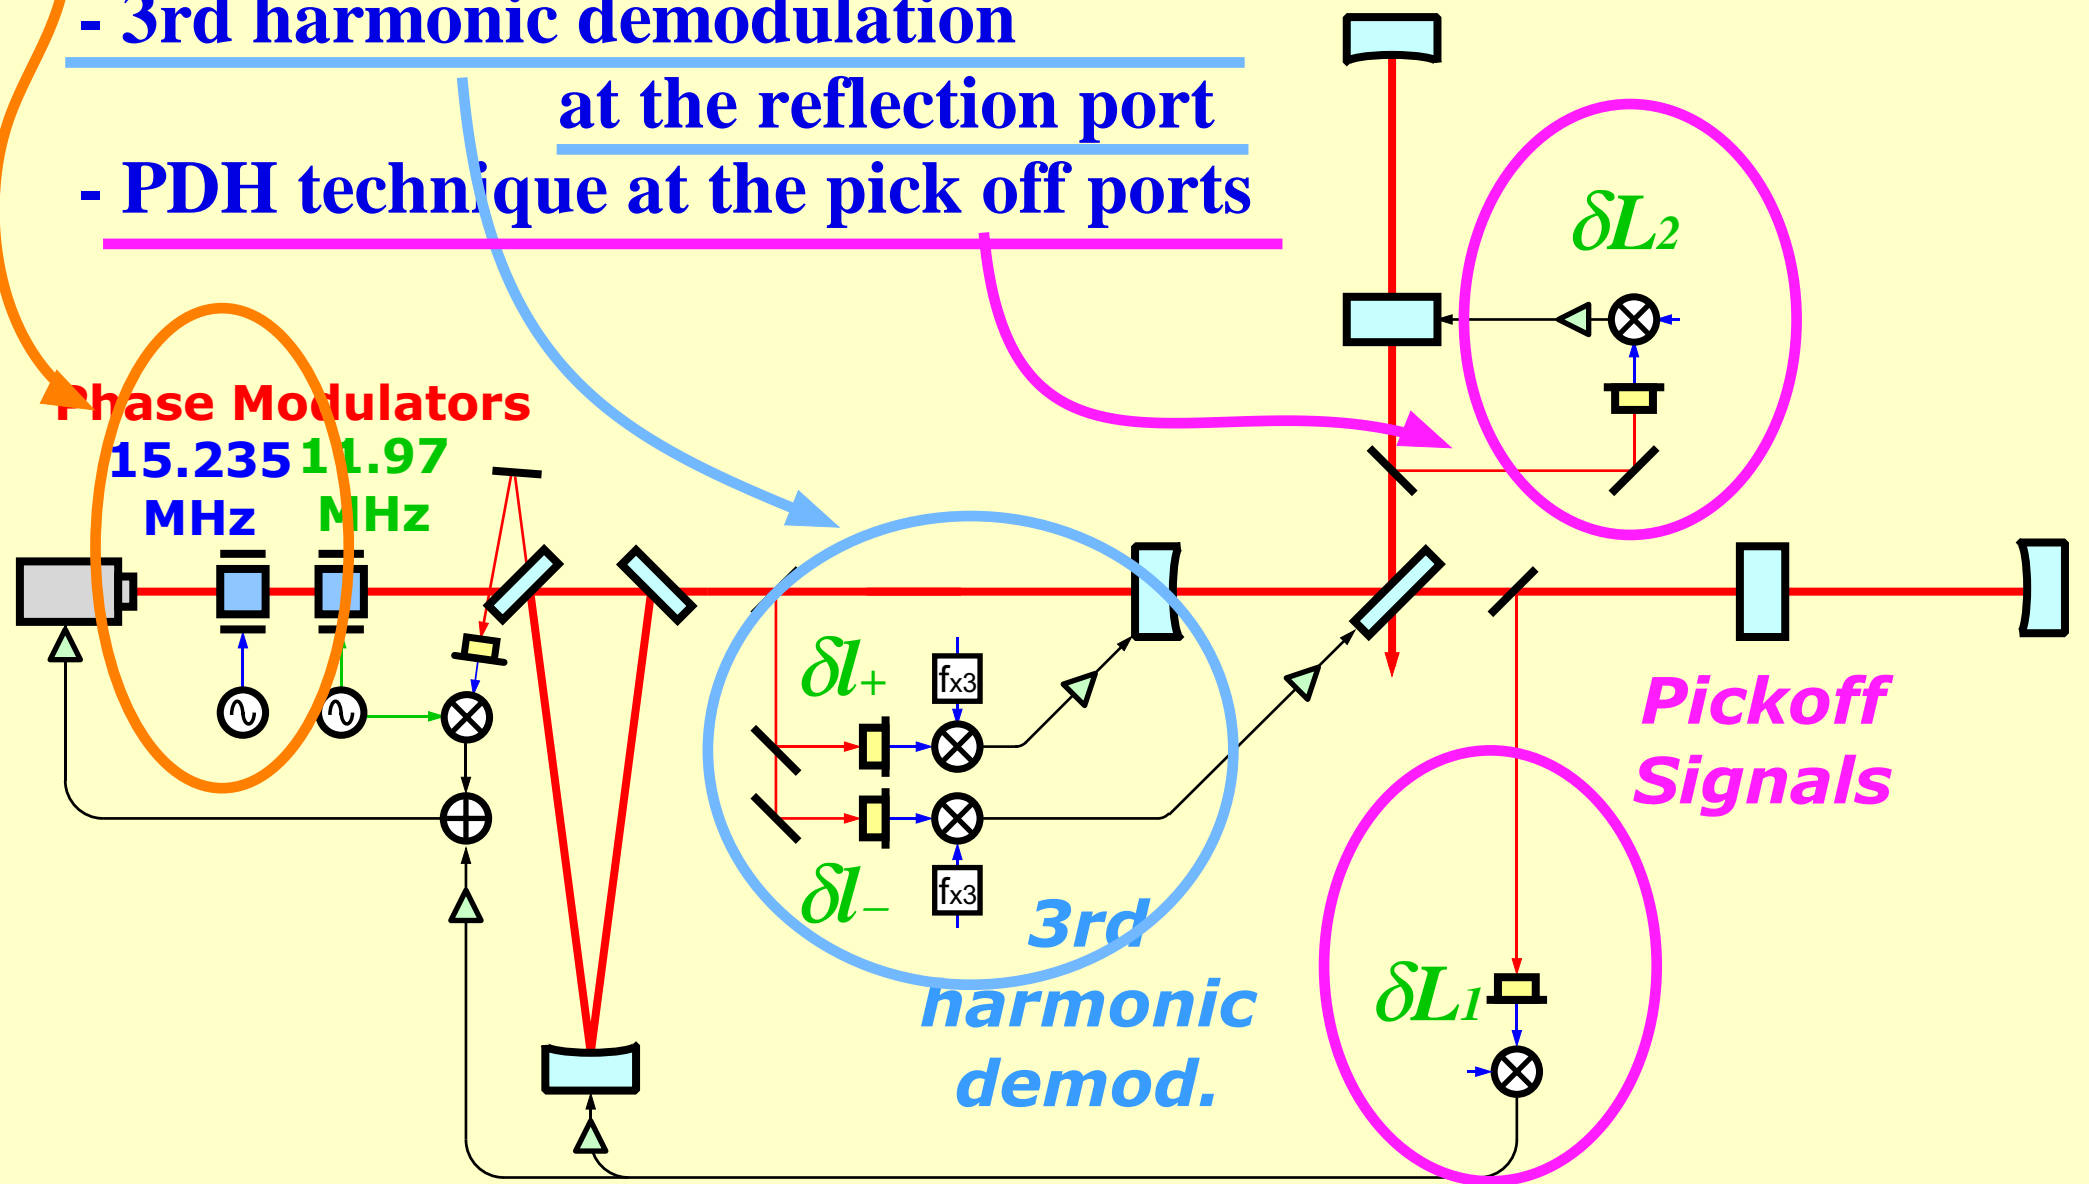 - 3rd harmonic demodulation
at the reflection port
- PDH technique at the pick off ports
δL2
Phase Modulators
15.235 11.97
MHz MHz
δl+
fx3
Pickoff
Signals
fx3
δl−
3rd
harmonic
demod.
δL1